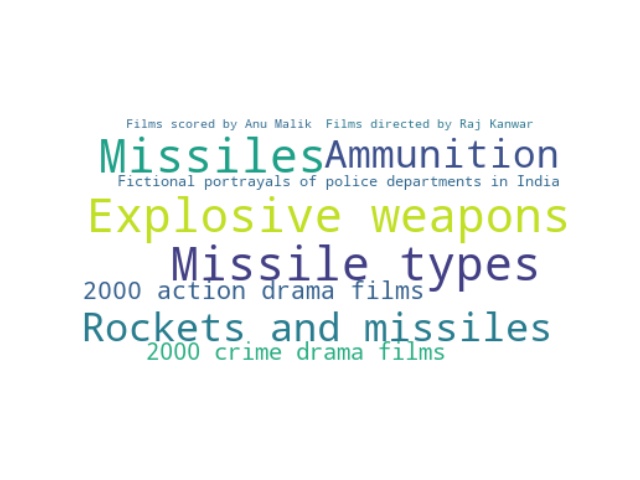 Films scored by Anu Malik Films directed by Raj Kanwar
Missiles Ammunition
Fictional portrayals of police departments in India
Explosive weapons
Missile types
2000 action drama films
Rockets and missiles
2000 crime drama films